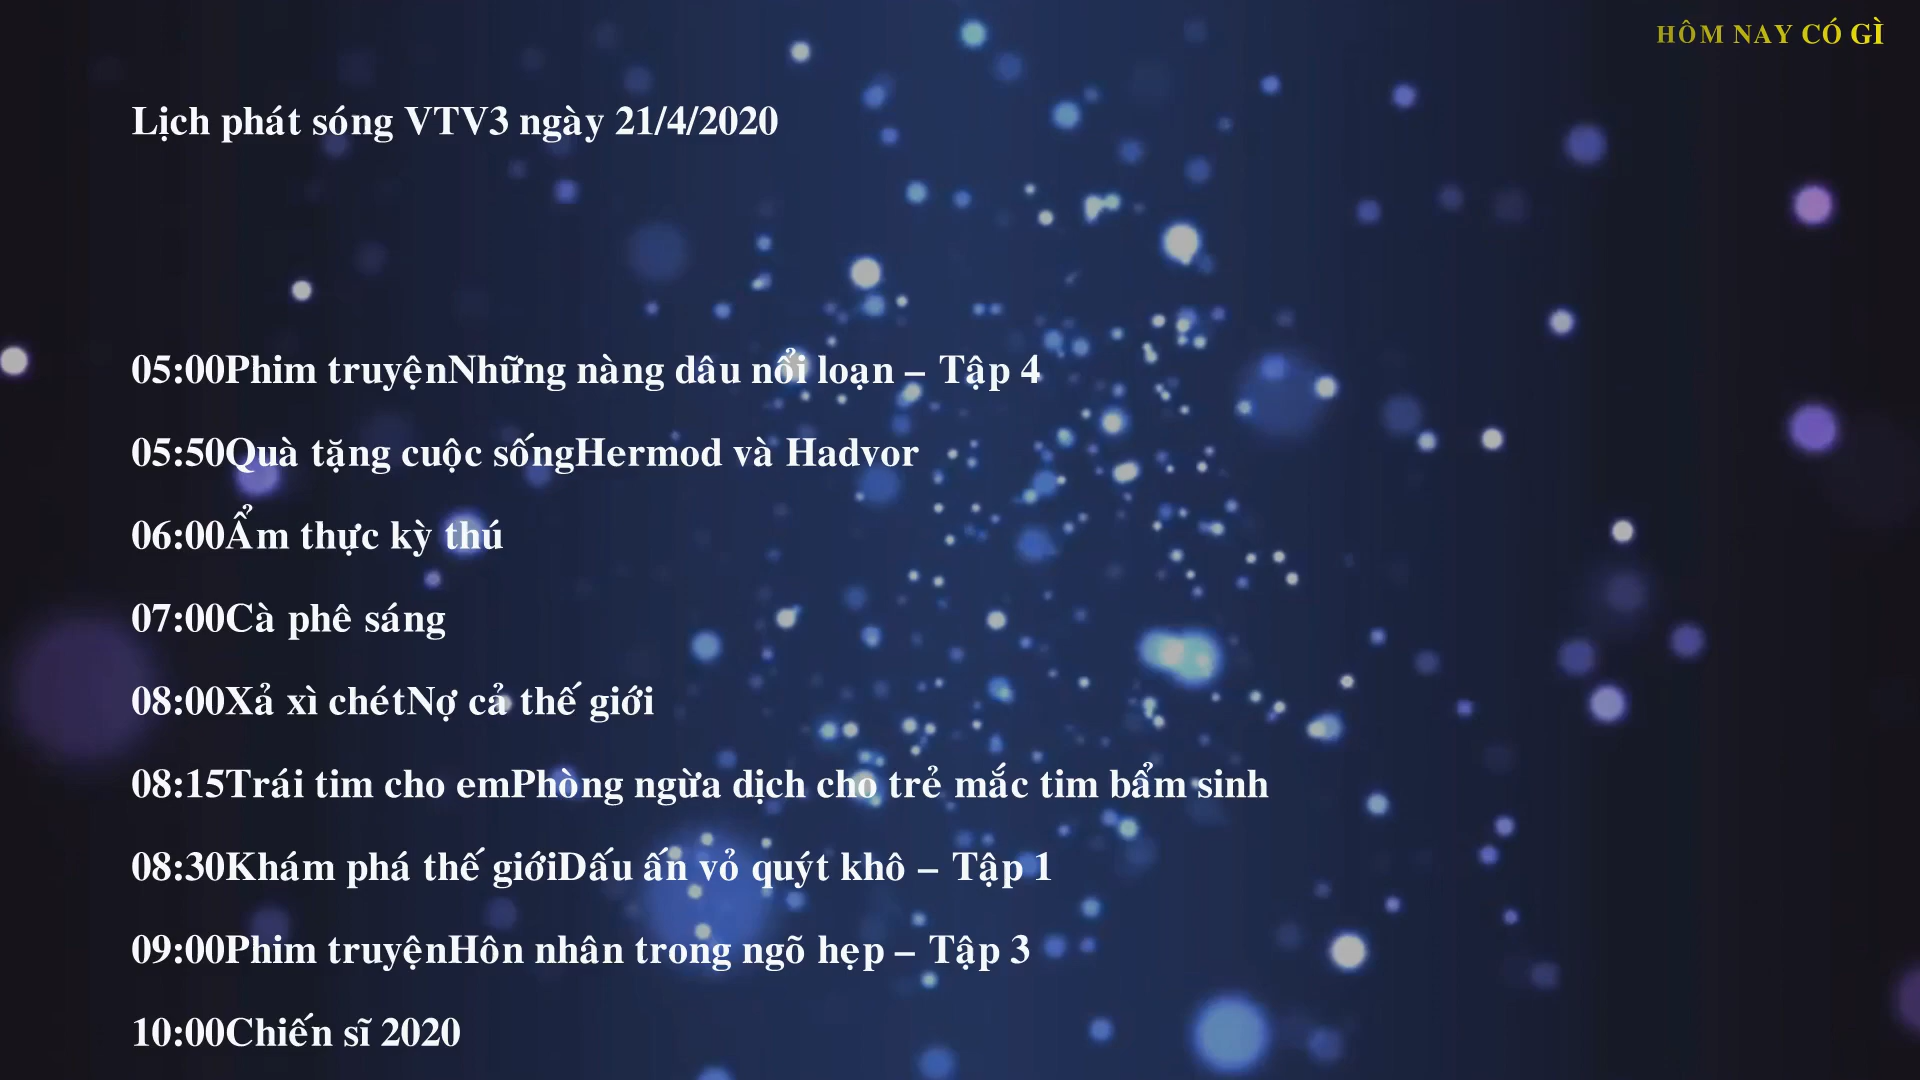 HÔM NAY CÓ GÌ
Lịch phát sóng VTV3 ngày 21/4/2020
05:00Phim truyệnNhững nàng dâu nổi loạn – Tập 4
05:50Quà tặng cuộc sốngHermod và Hadvor
06:00Ẩm thực kỳ thú
07:00Cà phê sáng
08:00Xả xì chétNợ cả thế giới
08:15Trái tim cho emPhòng ngừa dịch cho trẻ mắc tim bẩm sinh
08:30Khám phá thế giớiDấu ấn vỏ quýt khô – Tập 1
09:00Phim truyệnHôn nhân trong ngõ hẹp – Tập 3
10:00Chiến sĩ 2020